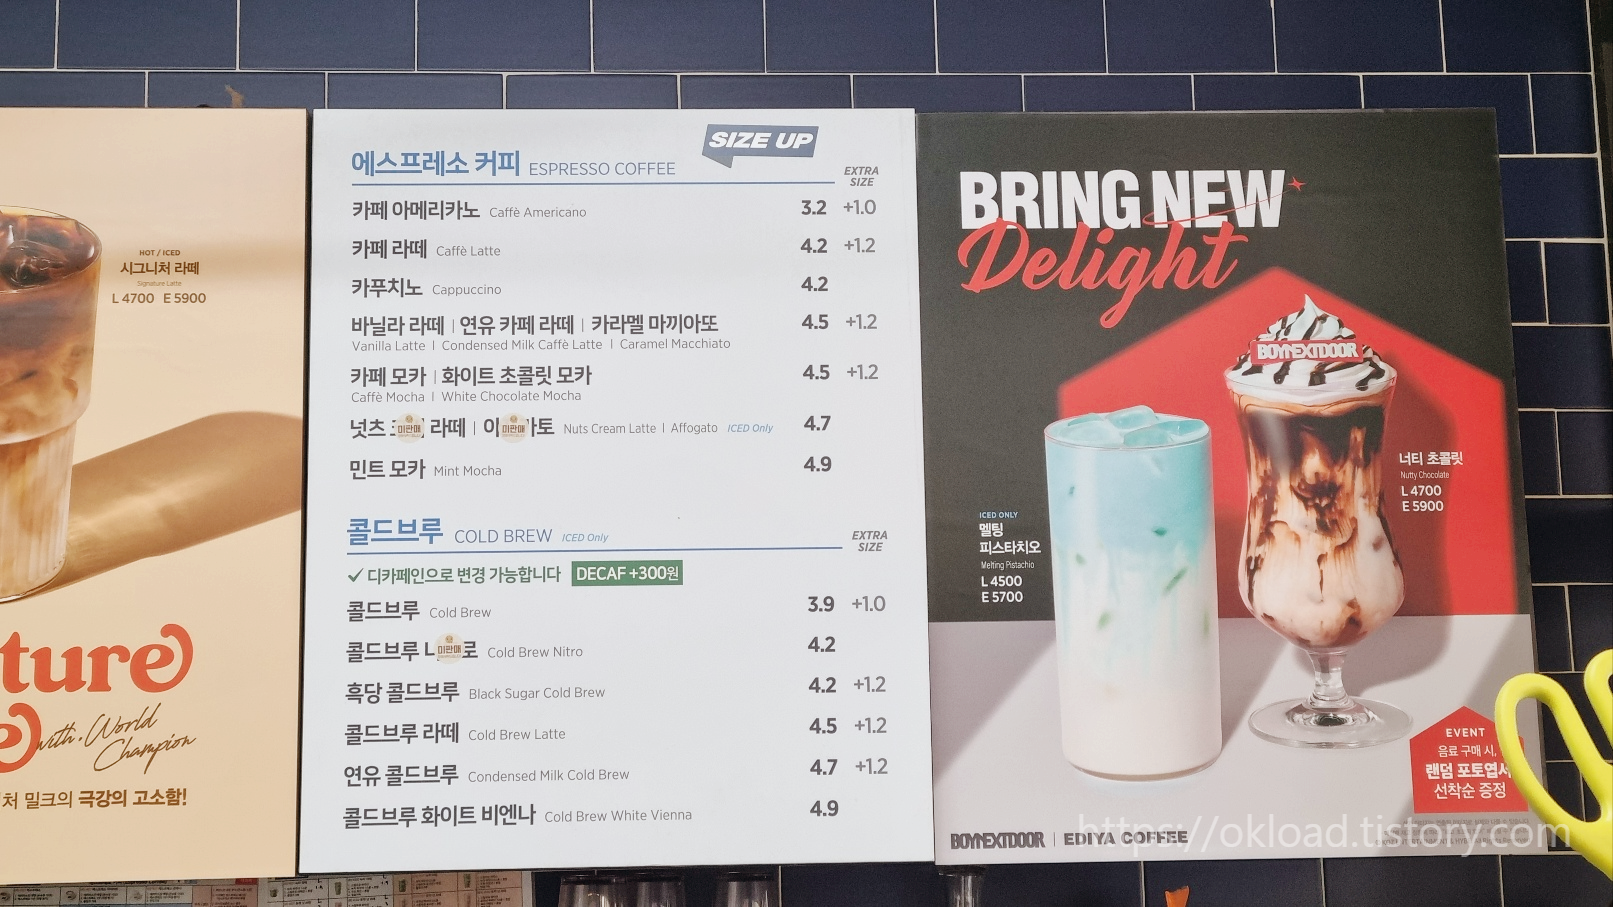 HOT / ICED
시그니처 라떼
Signature Latte
L 4700 E 5900
ture
with. World
Champion
처 밀크의 극강의 고소함!
SIZE UP
에스프레소 커피 ESPRESSO COFFEE
EXTRA
SIZE
카페 아메리카노 Caffè Americano 3.2 +1.0
카페 라떼 Caffè Latte 4.2 +1.2
카푸치노 Cappuccino 4.2
바닐라 라떼 | 연유 카페 라떼 | 카라멜 마끼아또 4.5 +1.2
Vanilla Latte | Condensed Milk Caffè Latte | Caramel Macchiato
카페 모카 | 화이트 초콜릿 모카 4.5 +1.2
Caffè Mocha | White Chocolate Mocha
넛츠 미판매 라떼 | 아 미판매 토 Nuts Cream Latte | Affogato ICED Only 4.7
민트 모카 Mint Mocha 4.9
콜드브루 COLD BREW ICED Only
EXTRA
SIZE
✓ 디카페인으로 변경 가능합니다 DECAF +300원
콜드브루 Cold Brew 3.9 +1.0
콜드브루 미판매 로 Cold Brew Nitro 4.2
흑당 콜드브루 Black Sugar Cold Brew 4.2 +1.2
콜드브루 라떼 Cold Brew Latte 4.5 +1.2
연유 콜드브루 Condensed Milk Cold Brew 4.7 +1.2
콜드브루 화이트 비엔나 Cold Brew White Vienna 4.9
BRING NEW
Delight
BOYNEXTDOOR
너티 초콜릿
Nutty Chocolate
L 4700
E 5900
ICED ONLY
멜팅
피스타치오
Melting Pistachio
L 4500
E 5700
EVENT
음료 구매 시,
랜덤 포토엽서
선착순 증정
BOYNEXTDOOR | EDIYA COFFEE
https://okload.tistory.com